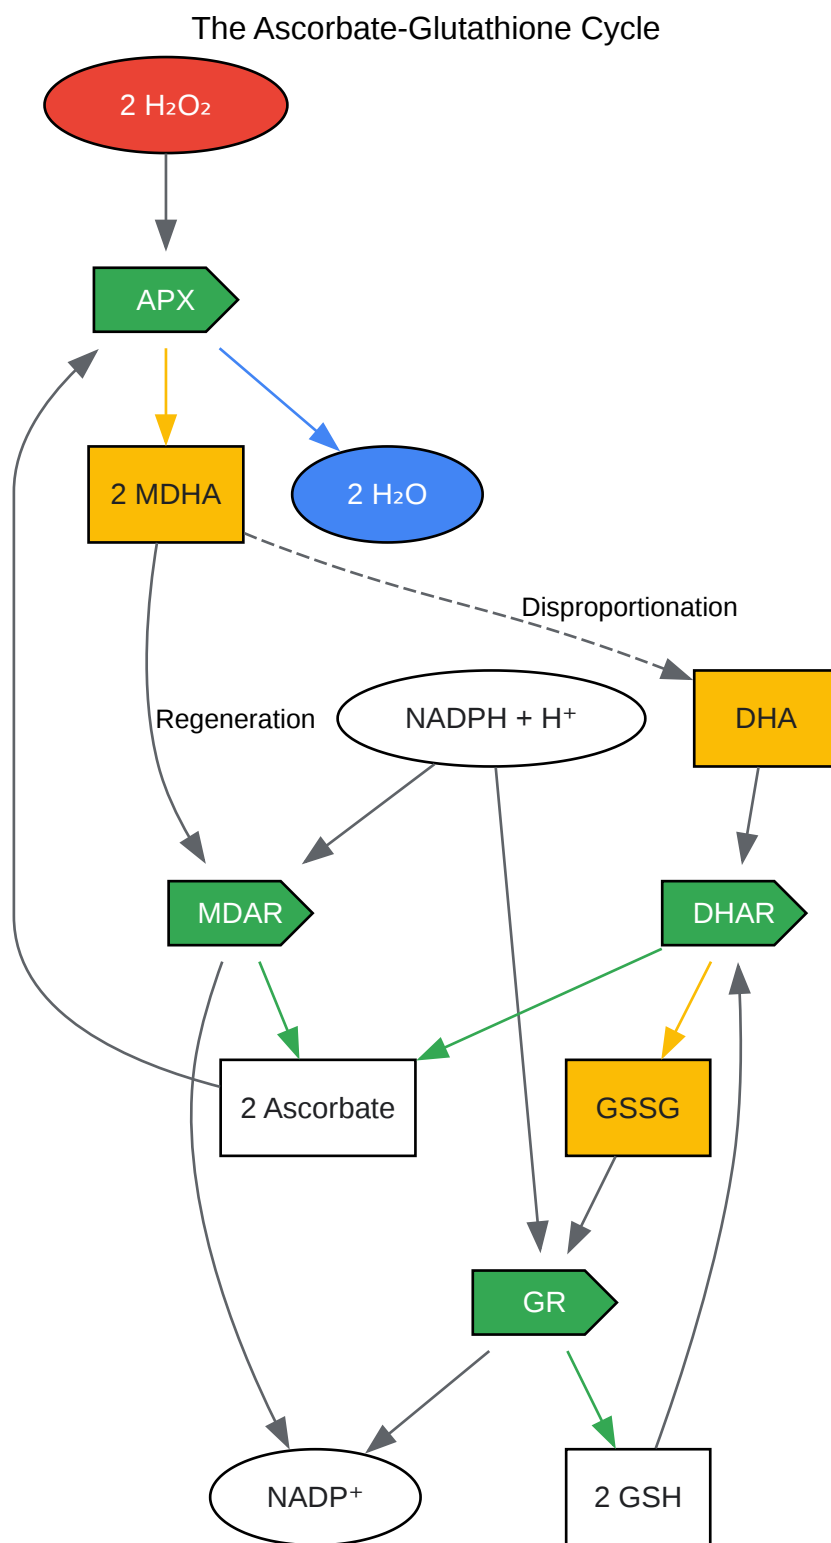 The Ascorbate-Glutathione Cycle
2 H₂O₂
APX
2 MDHA
2 H₂O
Disproportionation
Regeneration
NADPH + H⁺
DHA
MDAR
DHAR
2 Ascorbate
GSSG
GR
NADP⁺
2 GSH